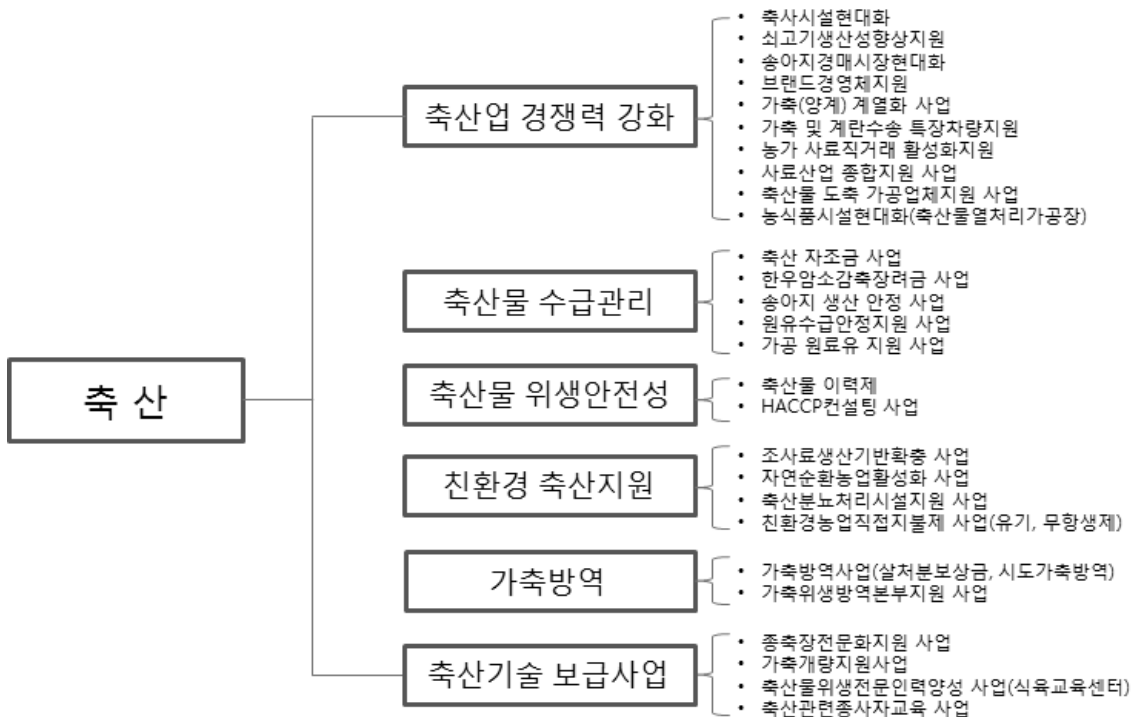 축 산
축산업 경쟁력 강화
• 축사시설현대화
• 쇠고기생산성향상지원
• 송아지경매시장현대화
• 브랜드경영체지원
• 가축(양계) 계열화 사업
• 가축 및 계란수송 특장차량지원
• 농가 사료직거래 활성화지원
• 사료산업 종합지원 사업
• 축산물 도축 가공업체지원 사업
• 농식품시설현대화(축산물열처리가공장)
축산물 수급관리
• 축산 자조금 사업
• 한우암소감축장려금 사업
• 송아지 생산 안정 사업
• 원유수급안정지원 사업
• 가공 원료유 지원 사업
축산물 위생안전성
• 축산물 이력제
• HACCP컨설팅 사업
친환경 축산지원
• 조사료생산기반확충 사업
• 자연순환농업활성화 사업
• 축산분뇨처리시설지원 사업
• 친환경농업직접지불제 사업(유기, 무항생제)
가축방역
• 가축방역사업(살처분보상금, 시도가축방역)
• 가축위생방역본부지원 사업
축산기술 보급사업
• 종축장전문화지원 사업
• 가축개량지원사업
• 축산물위생전문인력양성 사업(식육교육센터)
• 축산관련종사자교육 사업